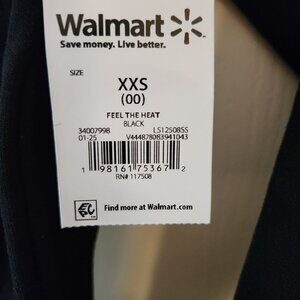 Walmart
Save money. Live better.
SIZE
XXS
(00)
FEEL THE HEAT
BLACK
34007998 LS12508SS
01-25 V444878083941043
1 98161 75367 2
RN# 117508
Find more at Walmart.com